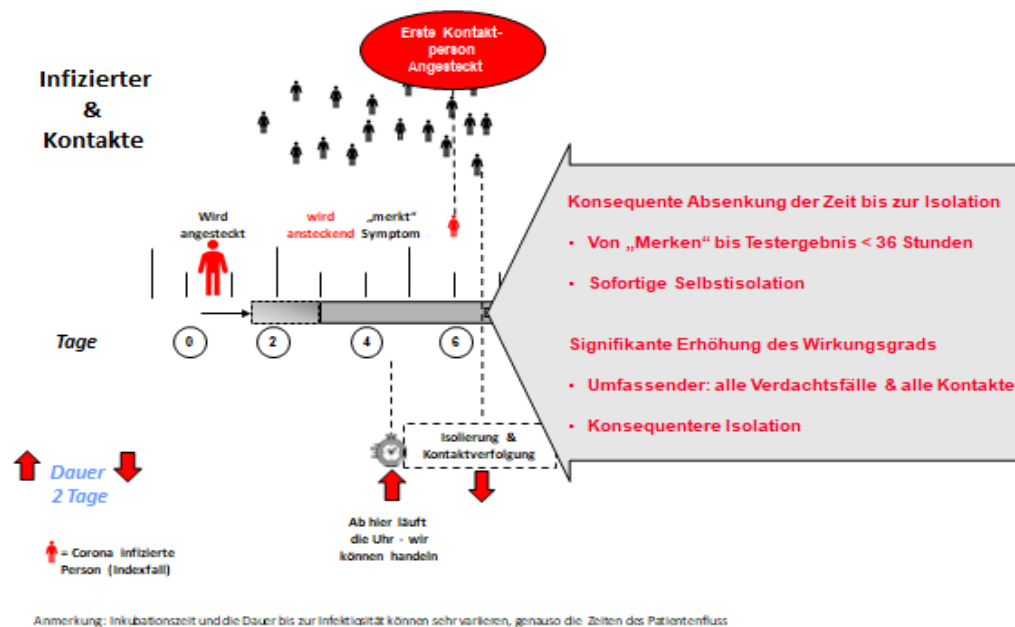 Erste Kontakt-
person
Angesteckt
Infizierter
&
Kontakte
Wird
angesteckt
wird
ansteckend
„merkt“
Symptom
Konsequente Absenkung der Zeit bis zur Isolation
▪ Von „Merken“ bis Testergebnis < 36 Stunden
▪ Sofortige Selbstisolation
Signifikante Erhöhung des Wirkungsgrads
▪ Umfassender: alle Verdachtsfälle & alle Kontakte
▪ Konsequentere Isolation
Tage
0
2
4
6
Isolierung &
Kontaktverfolgung
Dauer
2 Tage
Ab hier läuft
die Uhr - wir
können handeln
= Corona infizierte
Person (Indexfall)
Anmerkung: Inkubationszeit und die Dauer bis zur Infektiosität können sehr variieren, genauso die Zeiten des Patientenfluss